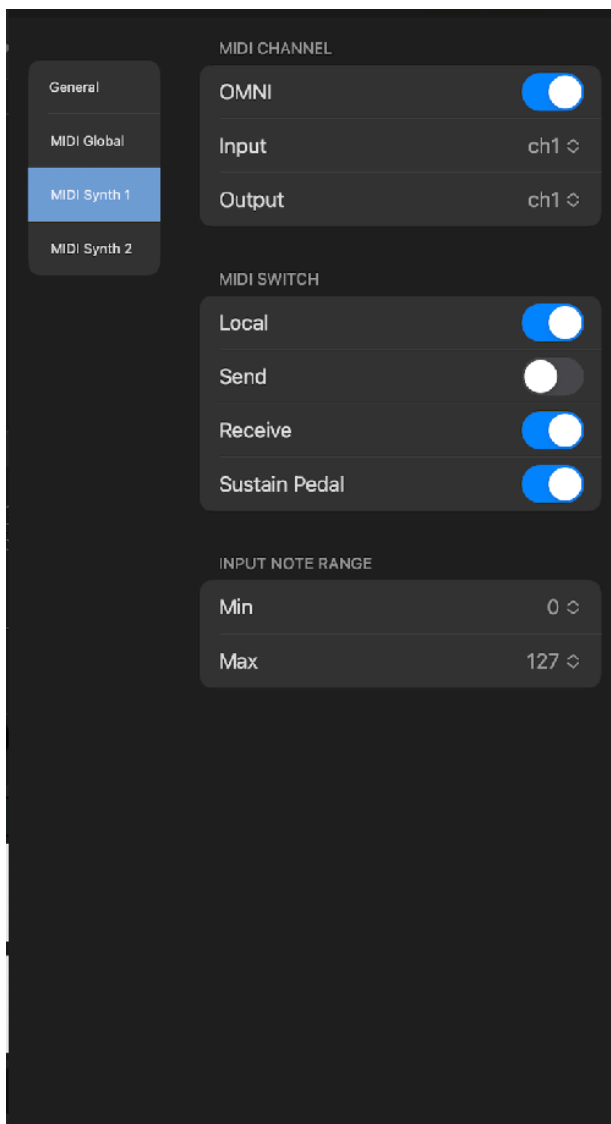 General
MIDI Global
MIDI Synth 1
MIDI Synth 2
MIDI CHANNEL
OMNI
Input ch1
Output ch1
MIDI SWITCH
Local
Send
Receive
Sustain Pedal
INPUT NOTE RANGE
Min 0
Max 127